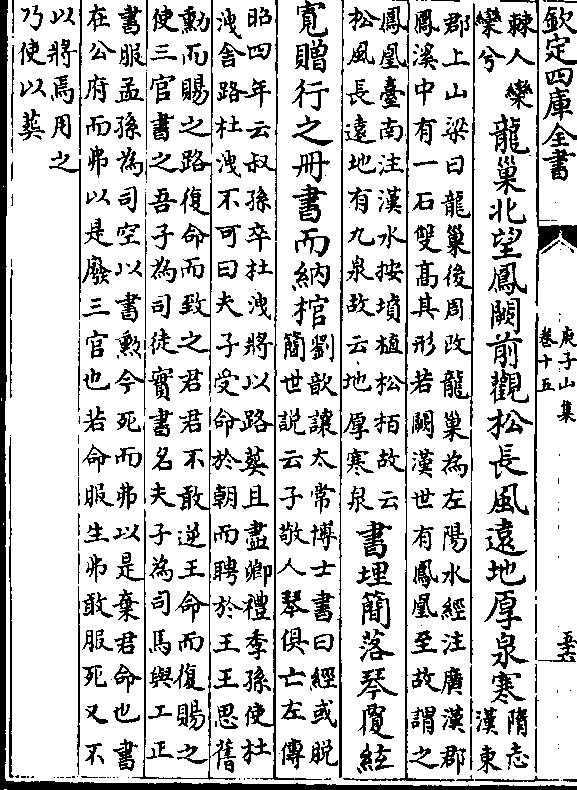 欽定四庫全書
庾子山集
卷十五
棘人欒
欒兮
龍巢北望鳳闕前觀松長風遠地厚泉寒
隋志
漢東
郡上山梁曰龍巢後周改龍巢為左陽水經注廣漢郡
鳳溪中有一石雙高其形若闕漢世有鳳凰至故謂之
鳳凰臺南注漢水按墳植松栢故云
松風長遠地有九泉故云地厚寒泉
書埋簡落琴覆絃
寛贈行之冊書而納棺
劉歆讓太常博士書曰經或脱
簡世説云子敬人琴俱亡左傳
昭四年云叔孫卒杜洩將以路葬且盡卿禮季孫使杜
洩舍路杜洩不可曰夫子受命於朝而聘於王王思舊
勳而賜之路復命而致之君君不敢逆王命而復賜之
使三官書之吾子為司徒實書名夫子為司馬與工正
書服孟孫為司空以書勳今死而弗以是棄君命也書
在公府而弗以是廢三官也若命服生弗敢服死又不
以將焉用之
乃使以葬